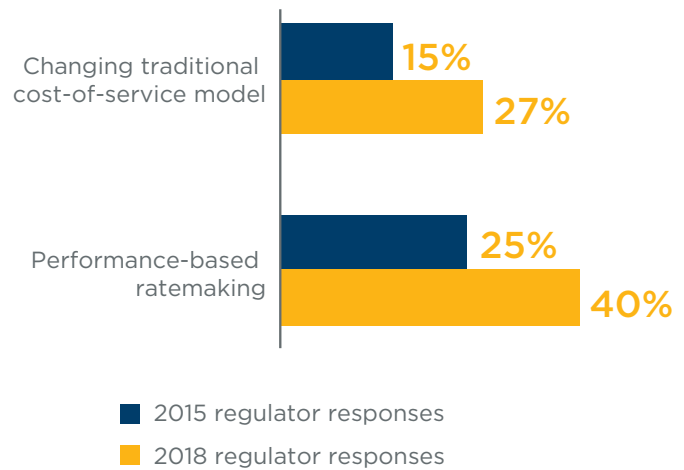 Changing traditional
cost-of-service model
15%
27%
Performance-based
ratemaking
25%
40%
2015 regulator responses
2018 regulator responses